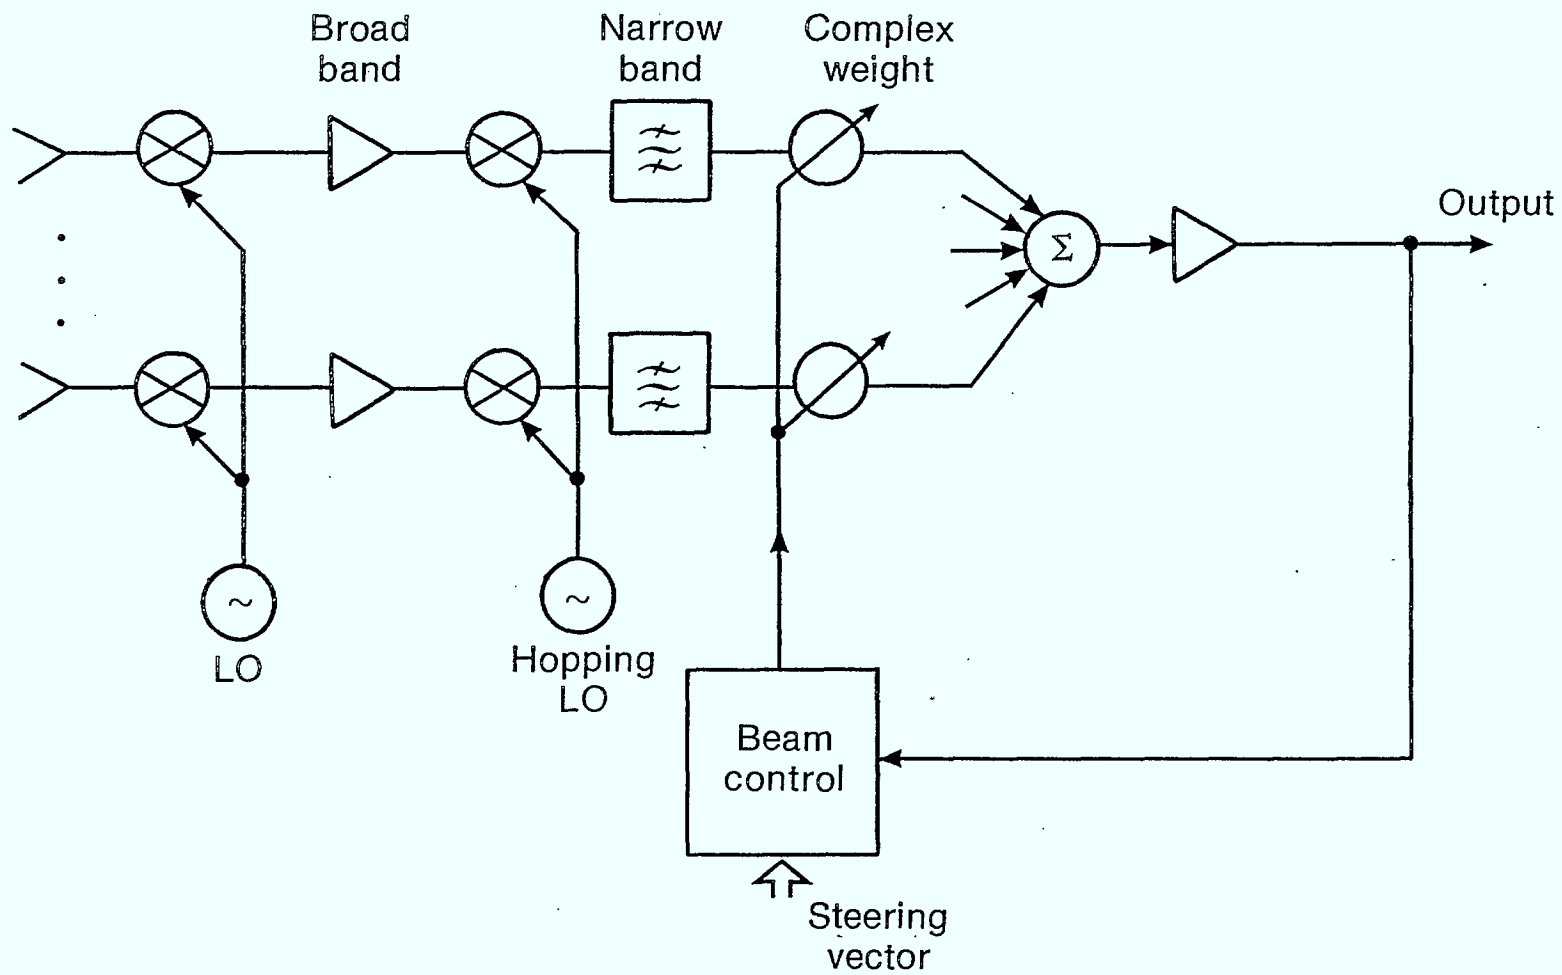 Broad
band
Narrow
band
Complex
weight
Σ
Output
~
LO
~
Hopping
LO
Beam
control
Steering
vector